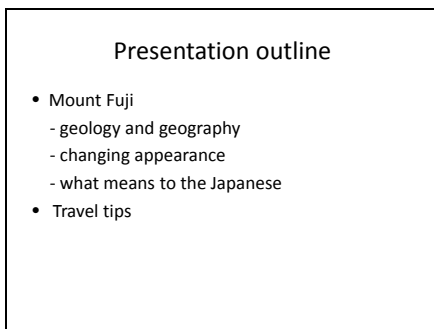 Presentation outline
• Mount Fuji
- geology and geography
- changing appearance
- what means to the Japanese
• Travel tips